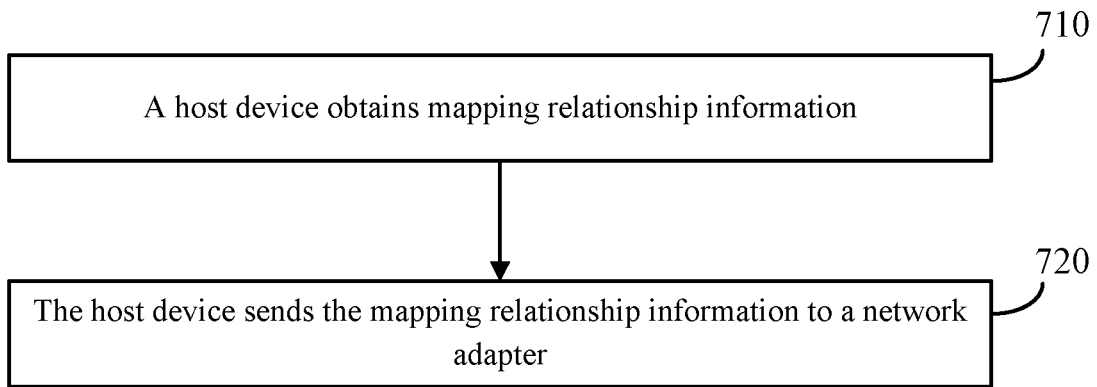 710
A host device obtains mapping relationship information
720
The host device sends the mapping relationship information to a network
adapter